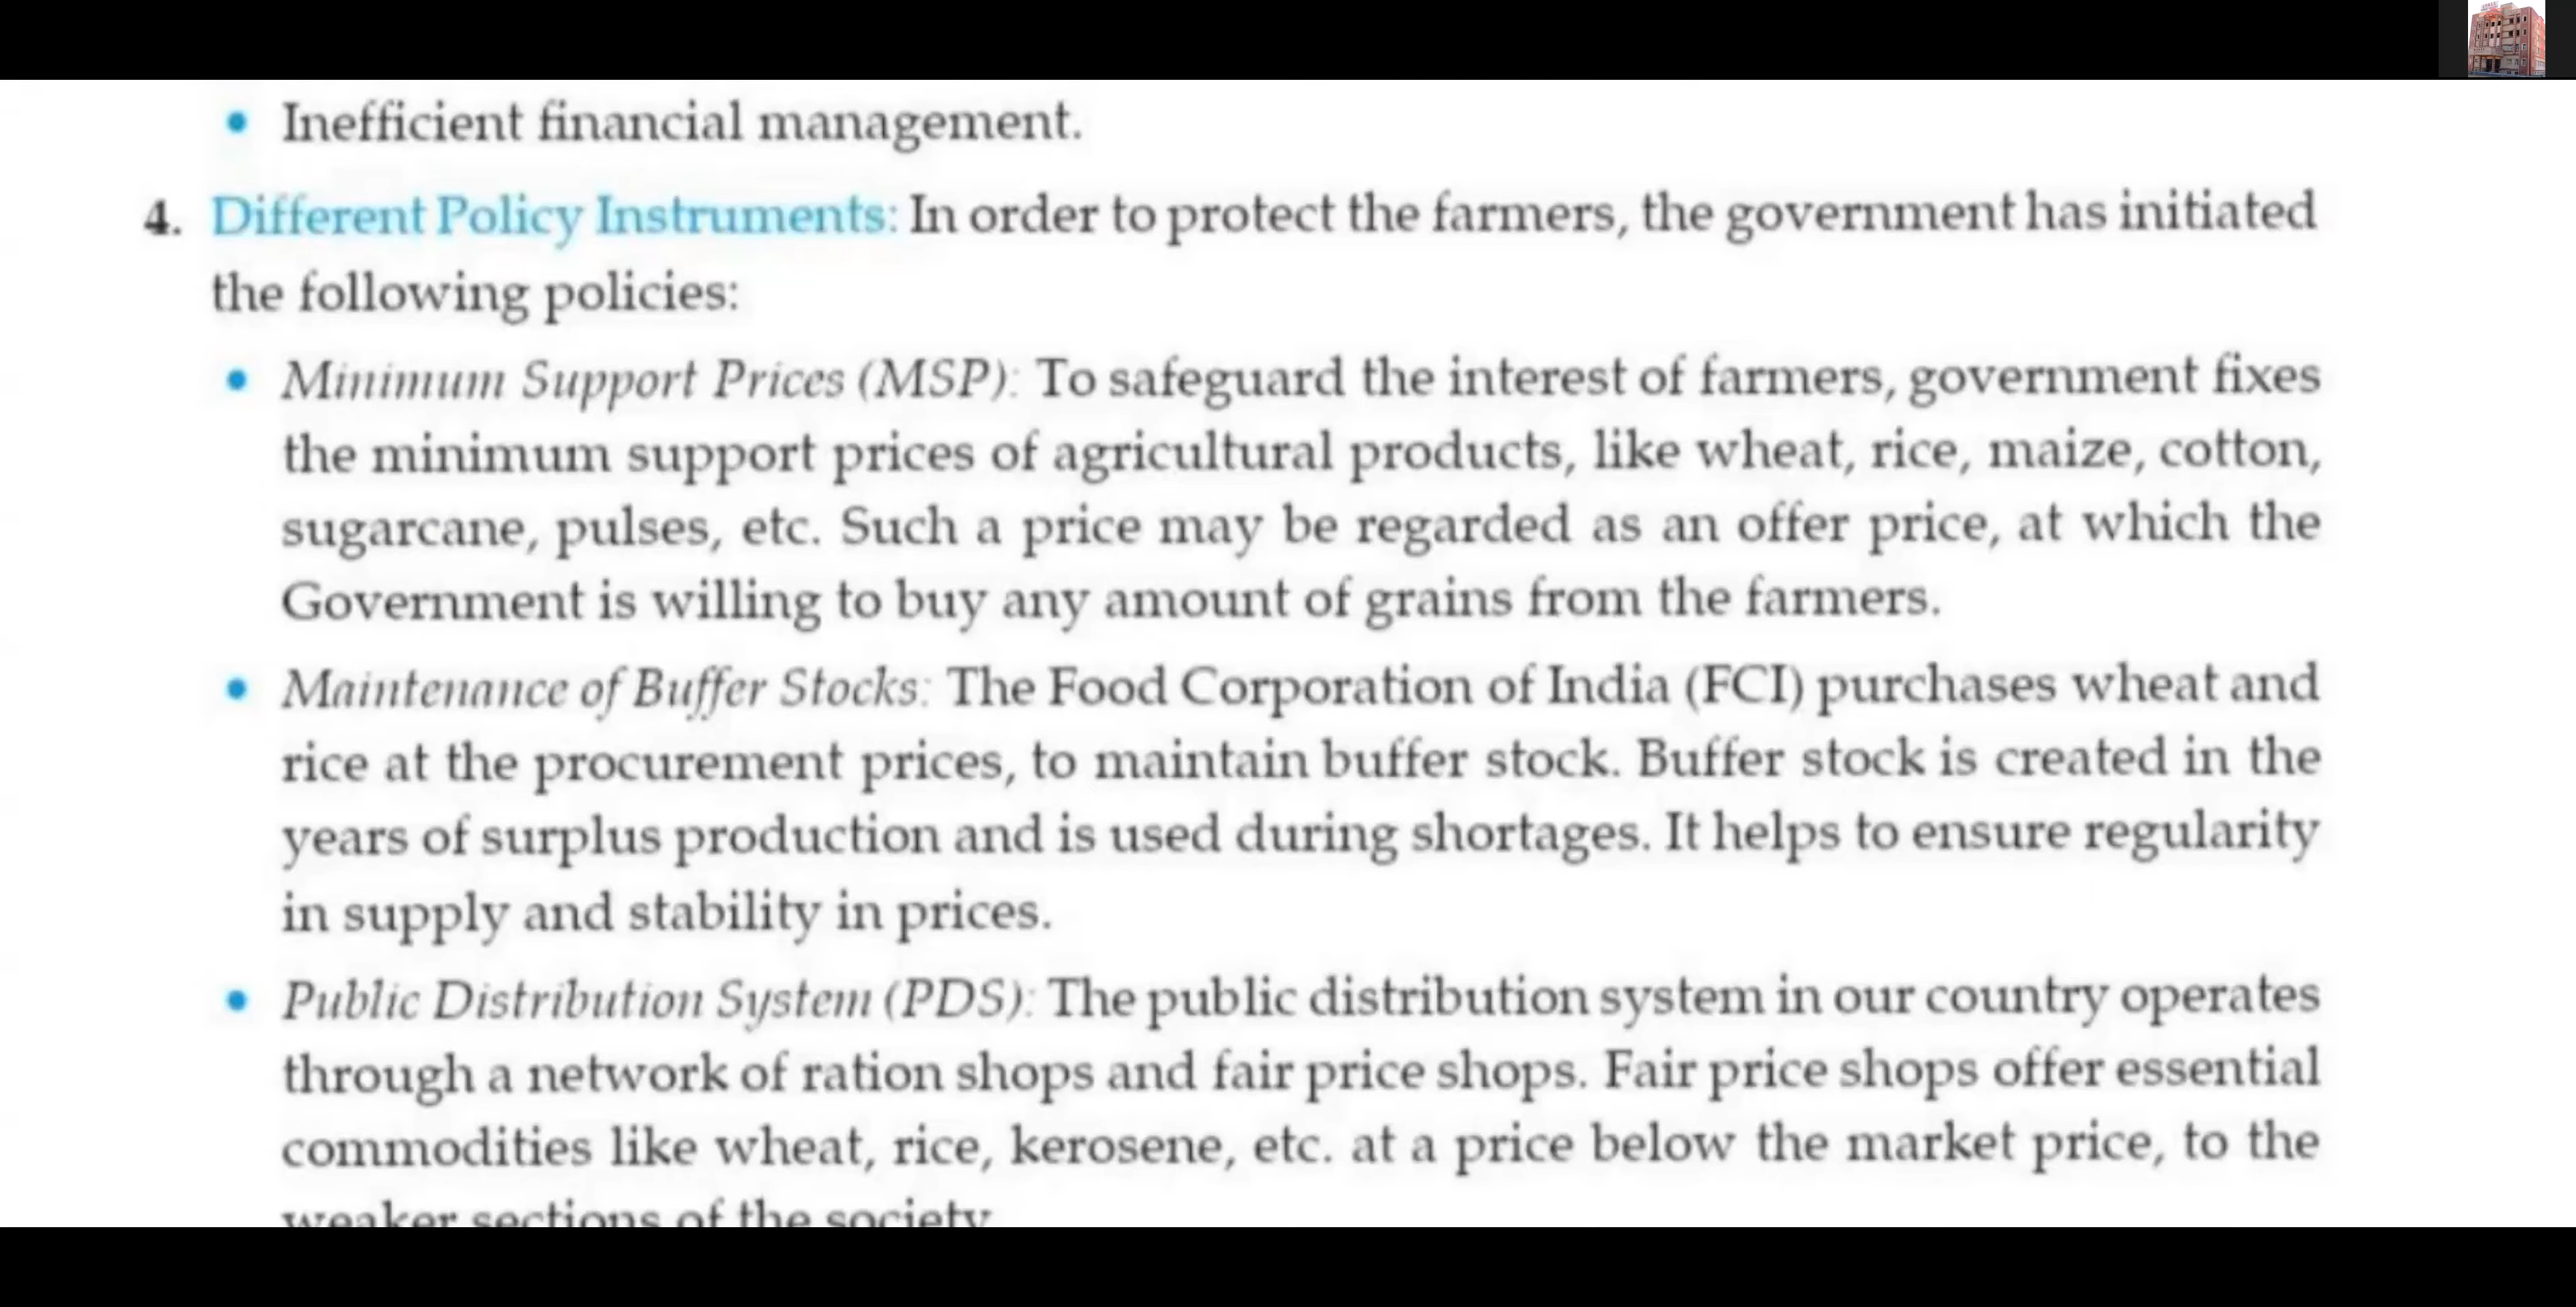 • Inefficient financial management.
4. Different Policy Instruments: In order to protect the farmers, the government has initiated
the following policies:
• Minimum Support Prices (MSP): To safeguard the interest of farmers, government fixes
the minimum support prices of agricultural products, like wheat, rice, maize, cotton,
sugarcane, pulses, etc. Such a price may be regarded as an offer price, at which the
Government is willing to buy any amount of grains from the farmers.
• Maintenance of Buffer Stocks: The Food Corporation of India (FCI) purchases wheat and
rice at the procurement prices, to maintain buffer stock. Buffer stock is created in the
years of surplus production and is used during shortages. It helps to ensure regularity
in supply and stability in prices.
• Public Distribution System (PDS): The public distribution system in our country operates
through a network of ration shops and fair price shops. Fair price shops offer essential
commodities like wheat, rice, kerosene, etc. at a price below the market price, to the
weaker sections of the society